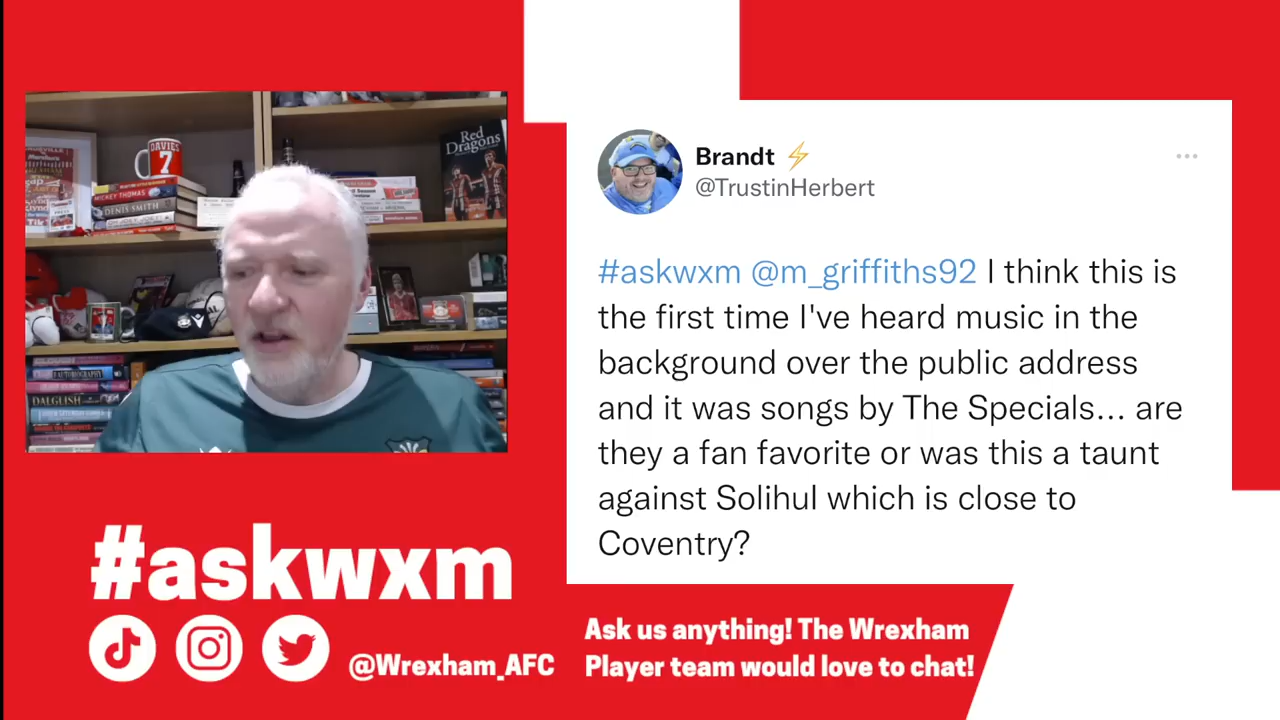 DAVIES
7
MICKEY THOMAS
DENIS SMITH
Red
Dragons
DALGLISH
#askwxm
@Wrexham_AFC
Brandt ⚡
@TrustinHerbert
#askwxm @m_griffiths92 I think this is
the first time I've heard music in the
background over the public address
and it was songs by The Specials... are
they a fan favorite or was this a taunt
against Solihul which is close to
Coventry?
Ask us anything! The Wrexham
Player team would love to chat!